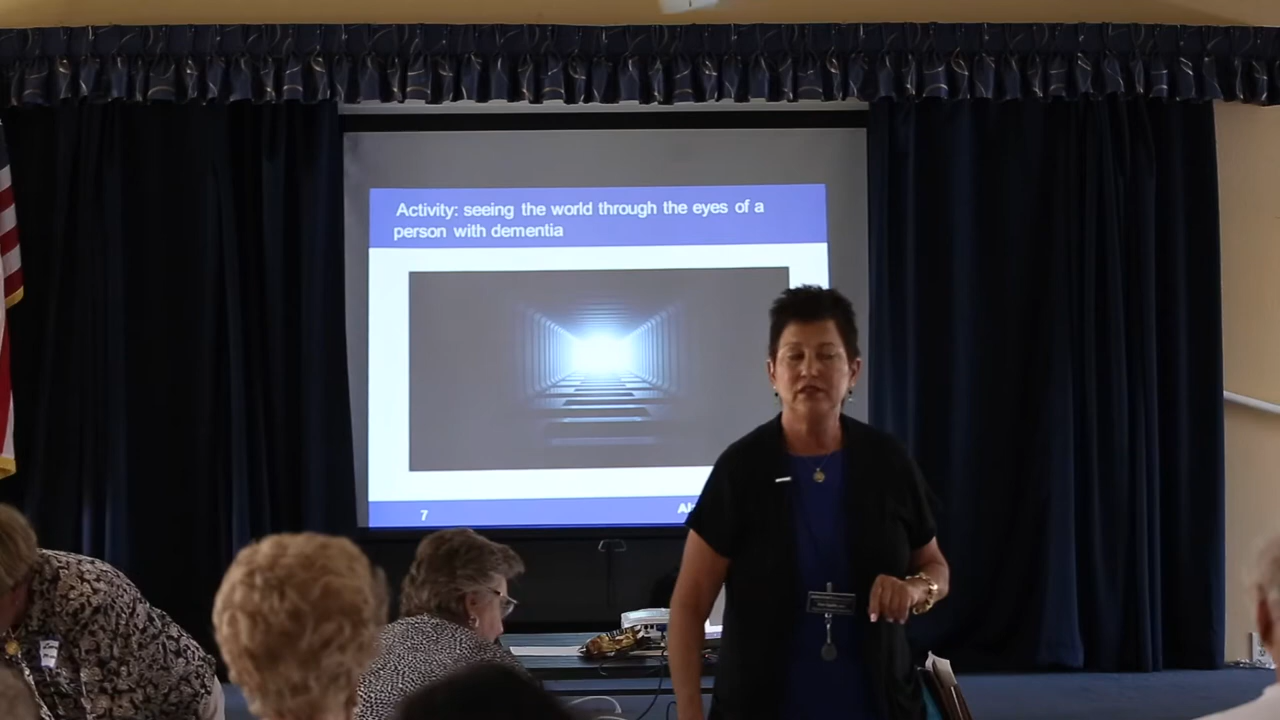 Activity: seeing the world through the eyes of a
person with dementia
7